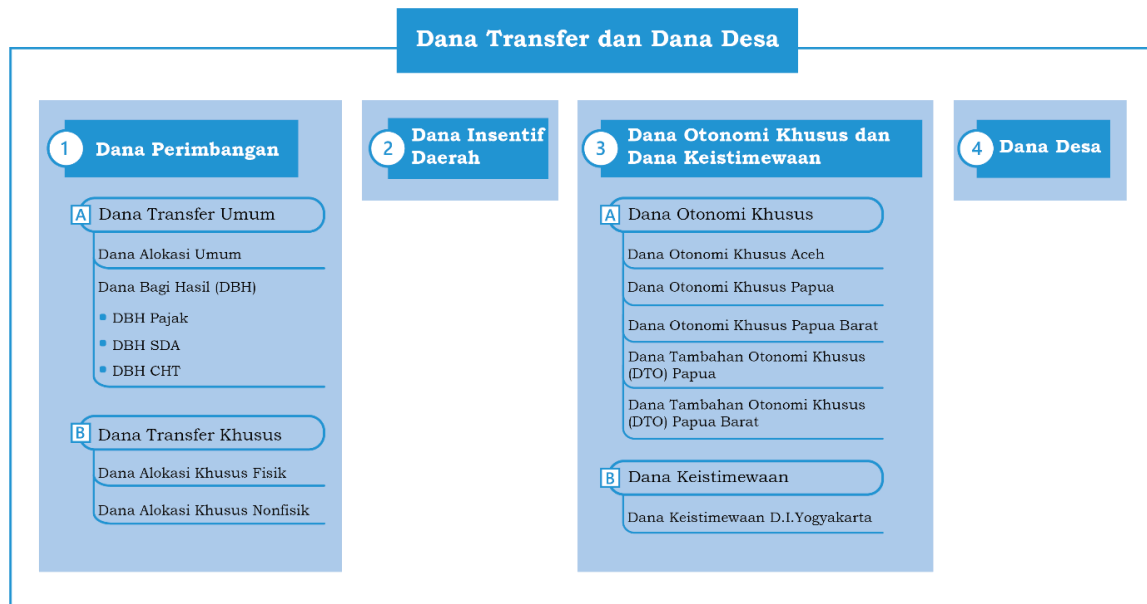 Dana Transfer dan Dana Desa
1
Dana Perimbangan
A
Dana Transfer Umum
Dana Alokasi Umum
Dana Bagi Hasil (DBH)
DBH Pajak
DBH SDA
DBH CHT
B
Dana Transfer Khusus
Dana Alokasi Khusus Fisik
Dana Alokasi Khusus Nonfisik
2
Dana Insentif
Daerah
3
Dana Otonomi Khusus dan
Dana Keistimewaan
A
Dana Otonomi Khusus
Dana Otonomi Khusus Aceh
Dana Otonomi Khusus Papua
Dana Otonomi Khusus Papua Barat
Dana Tambahan Otonomi Khusus
(DTO) Papua
Dana Tambahan Otonomi Khusus
(DTO) Papua Barat
B
Dana Keistimewaan
Dana Keistimewaan D.I.Yogyakarta
4
Dana Desa